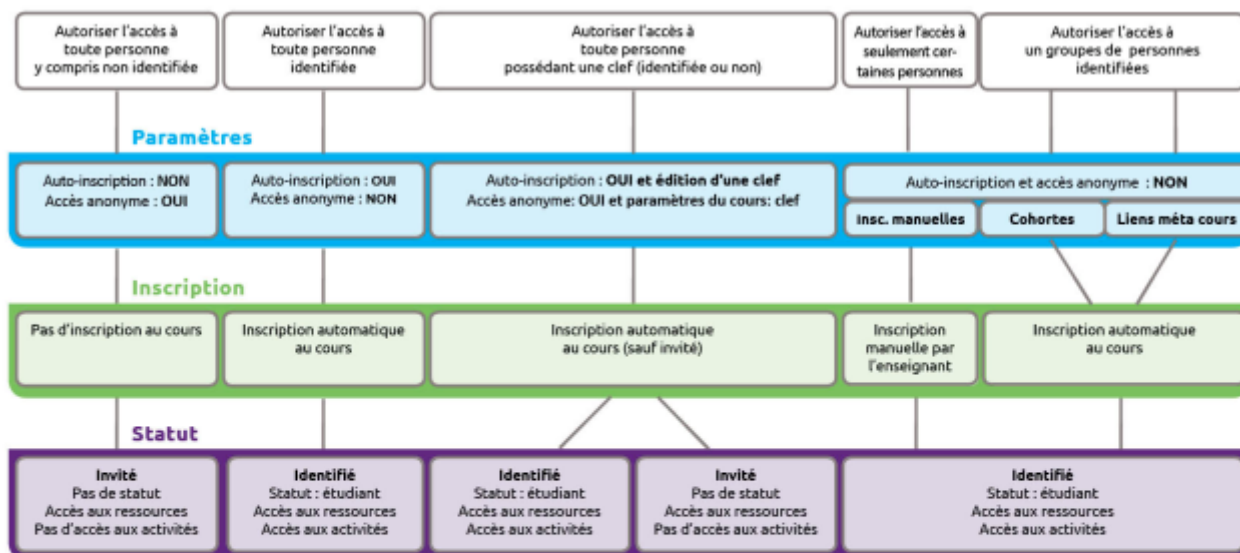 Autoriser l'accès à
toute personne
y compris non identifiée
Autoriser l'accès à
toute personne
identifiée
Autoriser l'accès à
toute personne
possédant une clef (identifiée ou non)
Autoriser l'accès à
seulement cer-
taines personnes
Autoriser l'accès à
un groupes de personnes
identifiées
Paramètres
Auto-inscription : NON
Accès anonyme : OUI
Auto-inscription : OUI
Accès anonyme : NON
Auto-inscription : OUI et édition d'une clef
Accès anonyme: OUI et paramètres du cours: clef
Auto-inscription et accès anonyme : NON
Insc. manuelles
Cohortes
Liens méta cours
Inscription
Pas d'inscription au cours
Inscription automatique
au cours
Inscription automatique
au cours (sauf invité)
Inscription
manuelle par
l'enseignant
Inscription automatique
au cours
Statut
Invité
Pas de statut
Accès aux ressources
Pas d'accès aux activités
Identifié
Statut : étudiant
Accès aux ressources
Accès aux activités
Identifié
Statut : étudiant
Accès aux ressources
Accès aux activités
Invité
Pas de statut
Accès aux ressources
Pas d'accès aux activités
Identifié
Statut : étudiant
Accès aux ressources
Accès aux activités